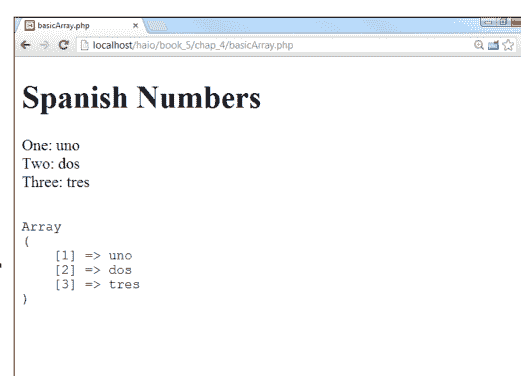 basicArray.php
localhost/haio/book_5/chap_4/basicArray.php
Spanish Numbers
One: uno
Two: dos
Three: tres
Array
(
[1] => uno
[2] => dos
[3] => tres
)